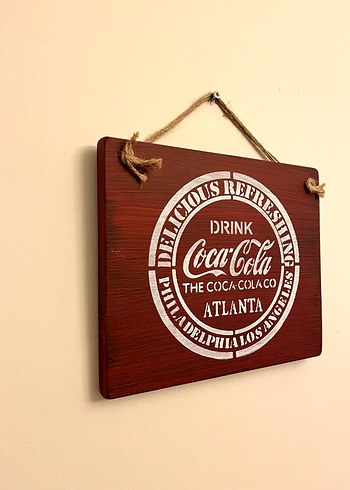 DELICIOUS REFRESHING
DRINK
Coca-Cola
THE COCA-COLA CO
ATLANTA
PHILADELPHIA LOS ANGELES